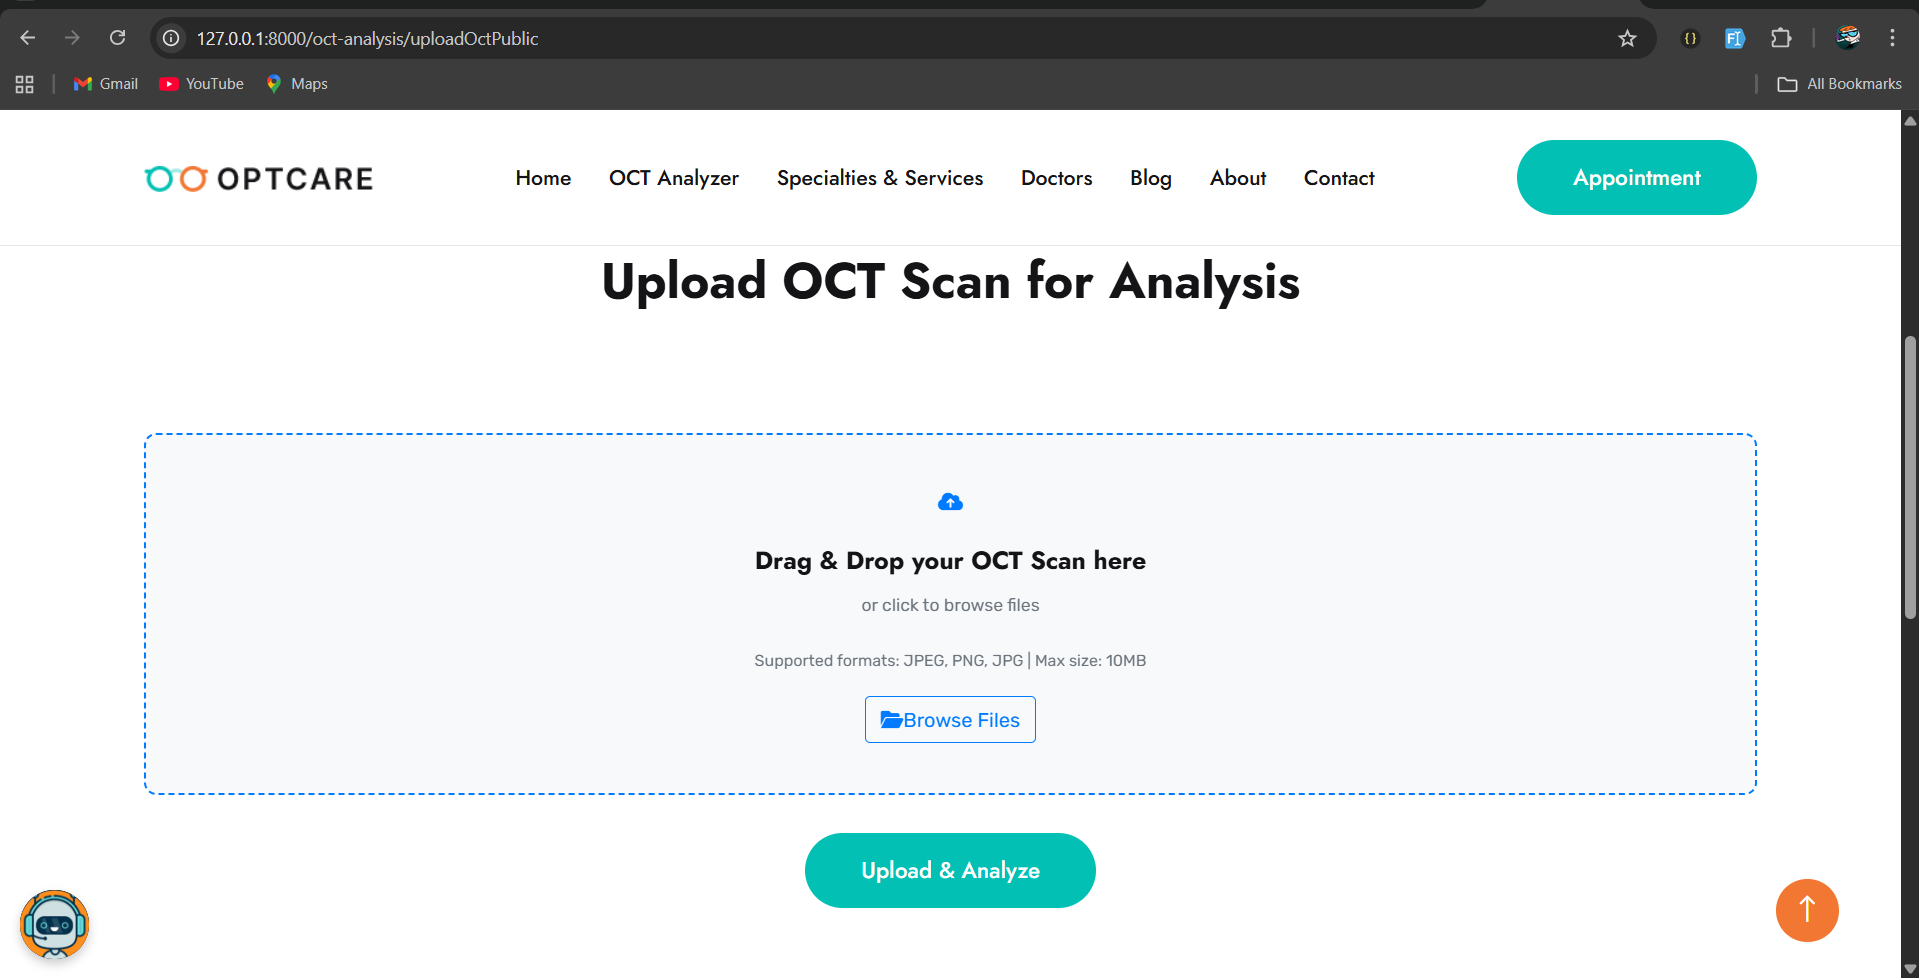 127.0.0.1:8000/oct-analysis/uploadOctPublic
Gmail YouTube Maps All Bookmarks
OPTCARE Home OCT Analyzer Specialties & Services Doctors Blog About Contact Appointment
Upload OCT Scan for Analysis
Drag & Drop your OCT Scan here
or click to browse files
Supported formats: JPEG, PNG, JPG | Max size: 10MB
Browse Files
Upload & Analyze